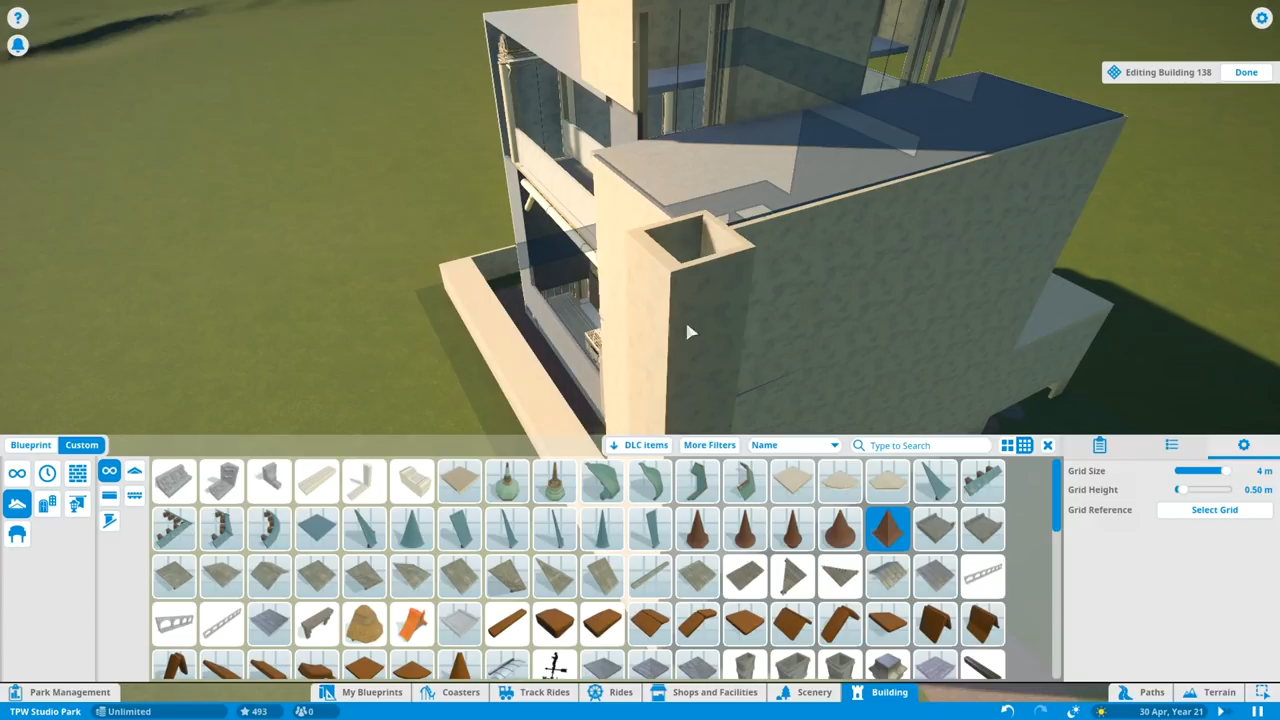 ?
Editing Building 138 Done
Blueprint Custom
DLC items More Filters Name Type to Search
Grid Size 4 m
Grid Height 0.50 m
Grid Reference Select Grid
Park Management My Blueprints Coasters Track Rides Rides Shops and Facilities Scenery Building Paths Terrain
TPW Studio Park Unlimited 493 0 30 Apr, Year 21